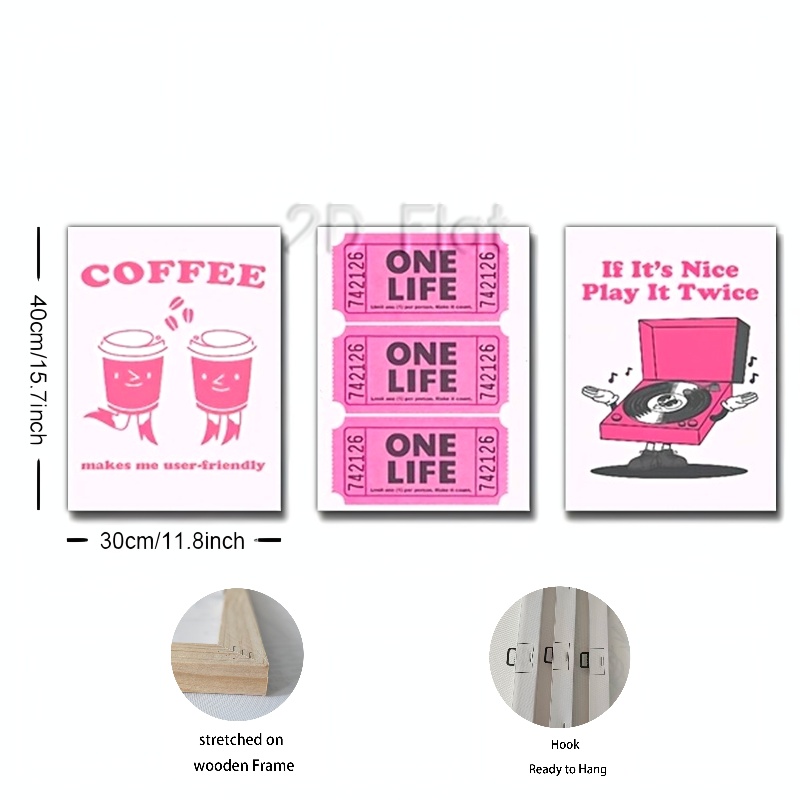 2D Flat
COFFEE
makes me user-friendly
742126
ONE
LIFE
742126
Limit one (1) per person. Make it count.
742126
ONE
LIFE
742126
Limit one (1) per person. Make it count.
742126
ONE
LIFE
742126
Limit one (1) per person. Make it count.
If It's Nice
Play It Twice
40cm/15.7inch
30cm/11.8inch
stretched on
wooden Frame
Hook
Ready to Hang